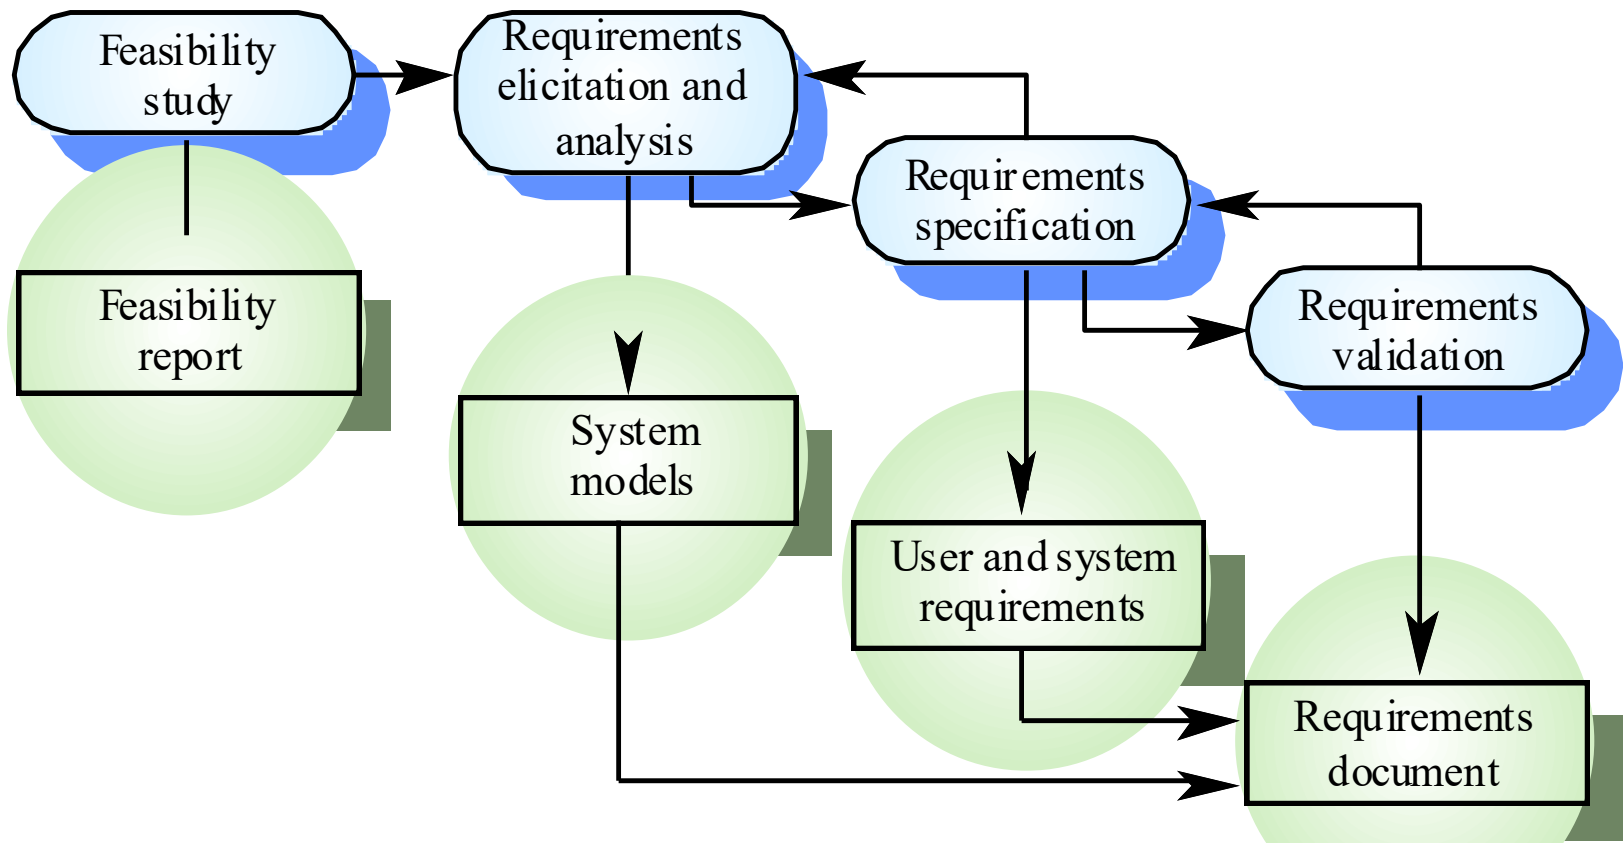 Feasibility
study
Requirements
elicitation and
analysis
Requirements
specification
Requirements
validation
Feasibility
report
System
models
User and system
requirements
Requirements
document